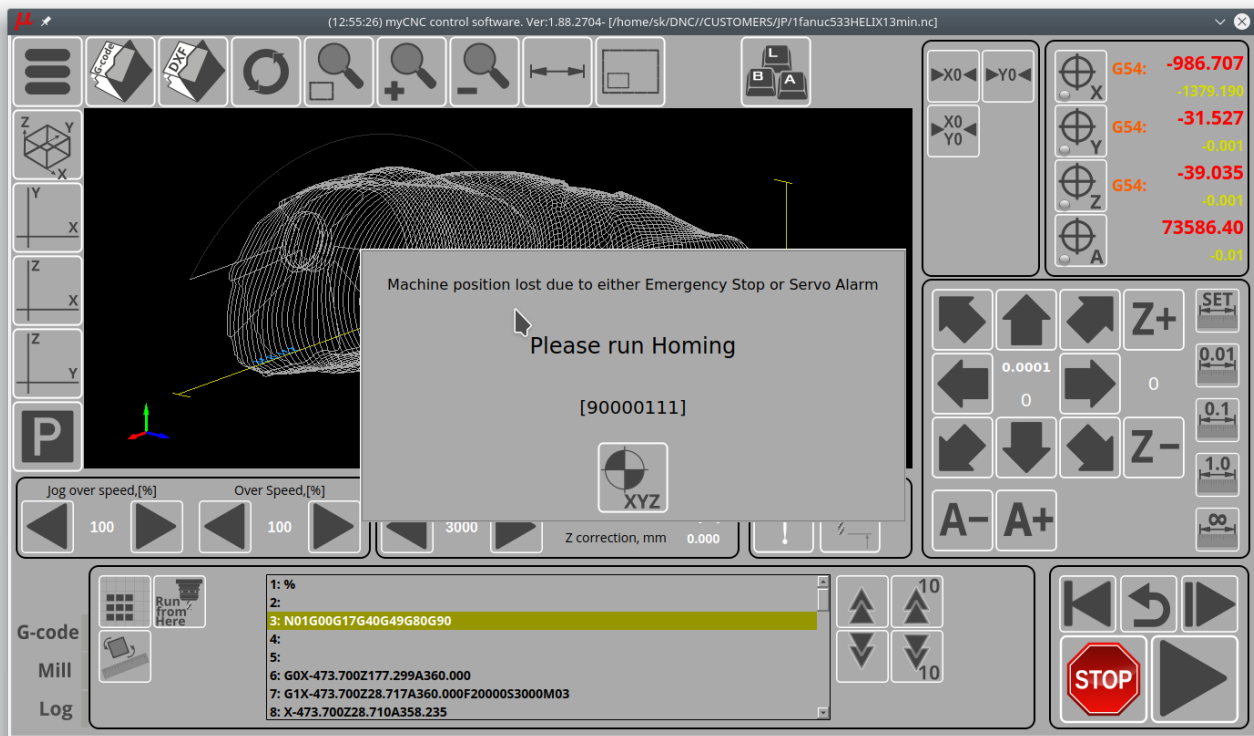 (12:55:26) myCNC control software. Ver:1.88.2704- [/home/sk/DNC//CUSTOMERS/JP/1fanuc533HELIX13min.nc]
G-code
DXF
L
B
A
X0
Y0
X0
Y0
X
G54:
-986.707
-1379.190
Y
G54:
-31.527
-0.001
Z
G54:
-39.035
-0.001
A
73586.40
-0.01
Z
Y
X
Y
X
Z
X
Z
Y
P
Machine position lost due to either Emergency Stop or Servo Alarm
Please run Homing
[90000111]
XYZ
Z+
SET
0.0001
0
0
0.01
0.1
Z−
1.0
A−
A+
∞
Jog over speed,[%]
100
Over Speed,[%]
100
3000
Z correction, mm
0.000
G-code
Mill
Log
Run
from
Here
1: %
2:
3: N01G00G17G40G49G80G90
4:
5:
6: G0X-473.700Z177.299A360.000
7: G1X-473.700Z28.717A360.000F20000S3000M03
8: X-473.700Z28.710A358.235
10
10
STOP